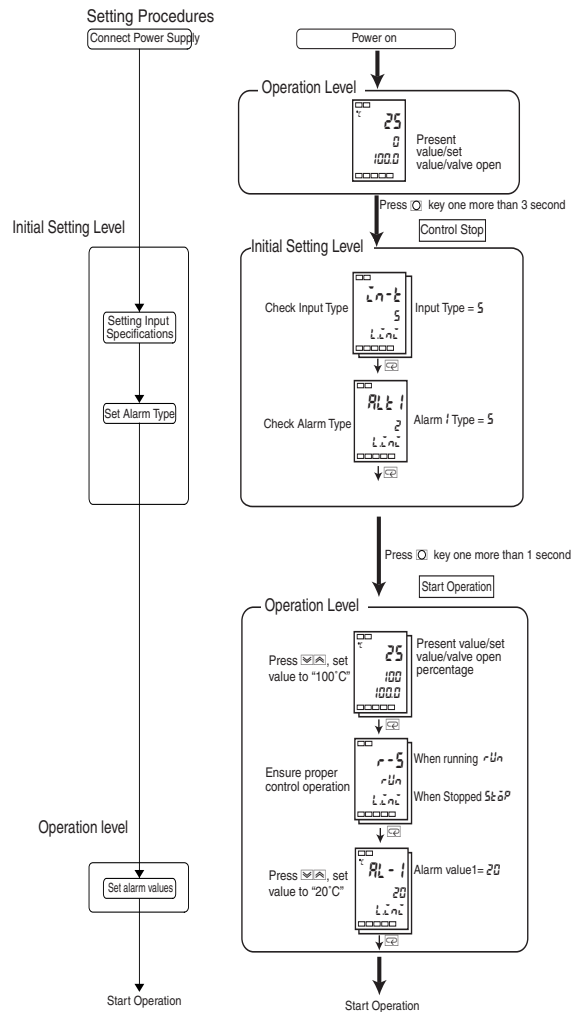 Setting Procedures
Connect Power Supply
Initial Setting Level
Setting Input
Specifications
Set Alarm Type
Operation level
Set alarm values
Start Operation
Power on
Operation Level
°C
25
0
100.0
Present
value/set
value/valve open
Press key one more than 3 second
Control Stop
Initial Setting Level
Check Input Type
in-t
5
Input Type = 5
Check Alarm Type
ALt1
2
Alarm 1 Type = 5
Press key one more than 1 second
Start Operation
Operation Level
Press , set
value to “100˚C”
°C
25
100
100.0
Present value/set
value/valve open
percentage
Ensure proper
control operation
r-S
rUn
When running rUn
When Stopped StoP
Press , set
value to “20˚C”
AL-1
20
Alarm value1= 20
Start Operation